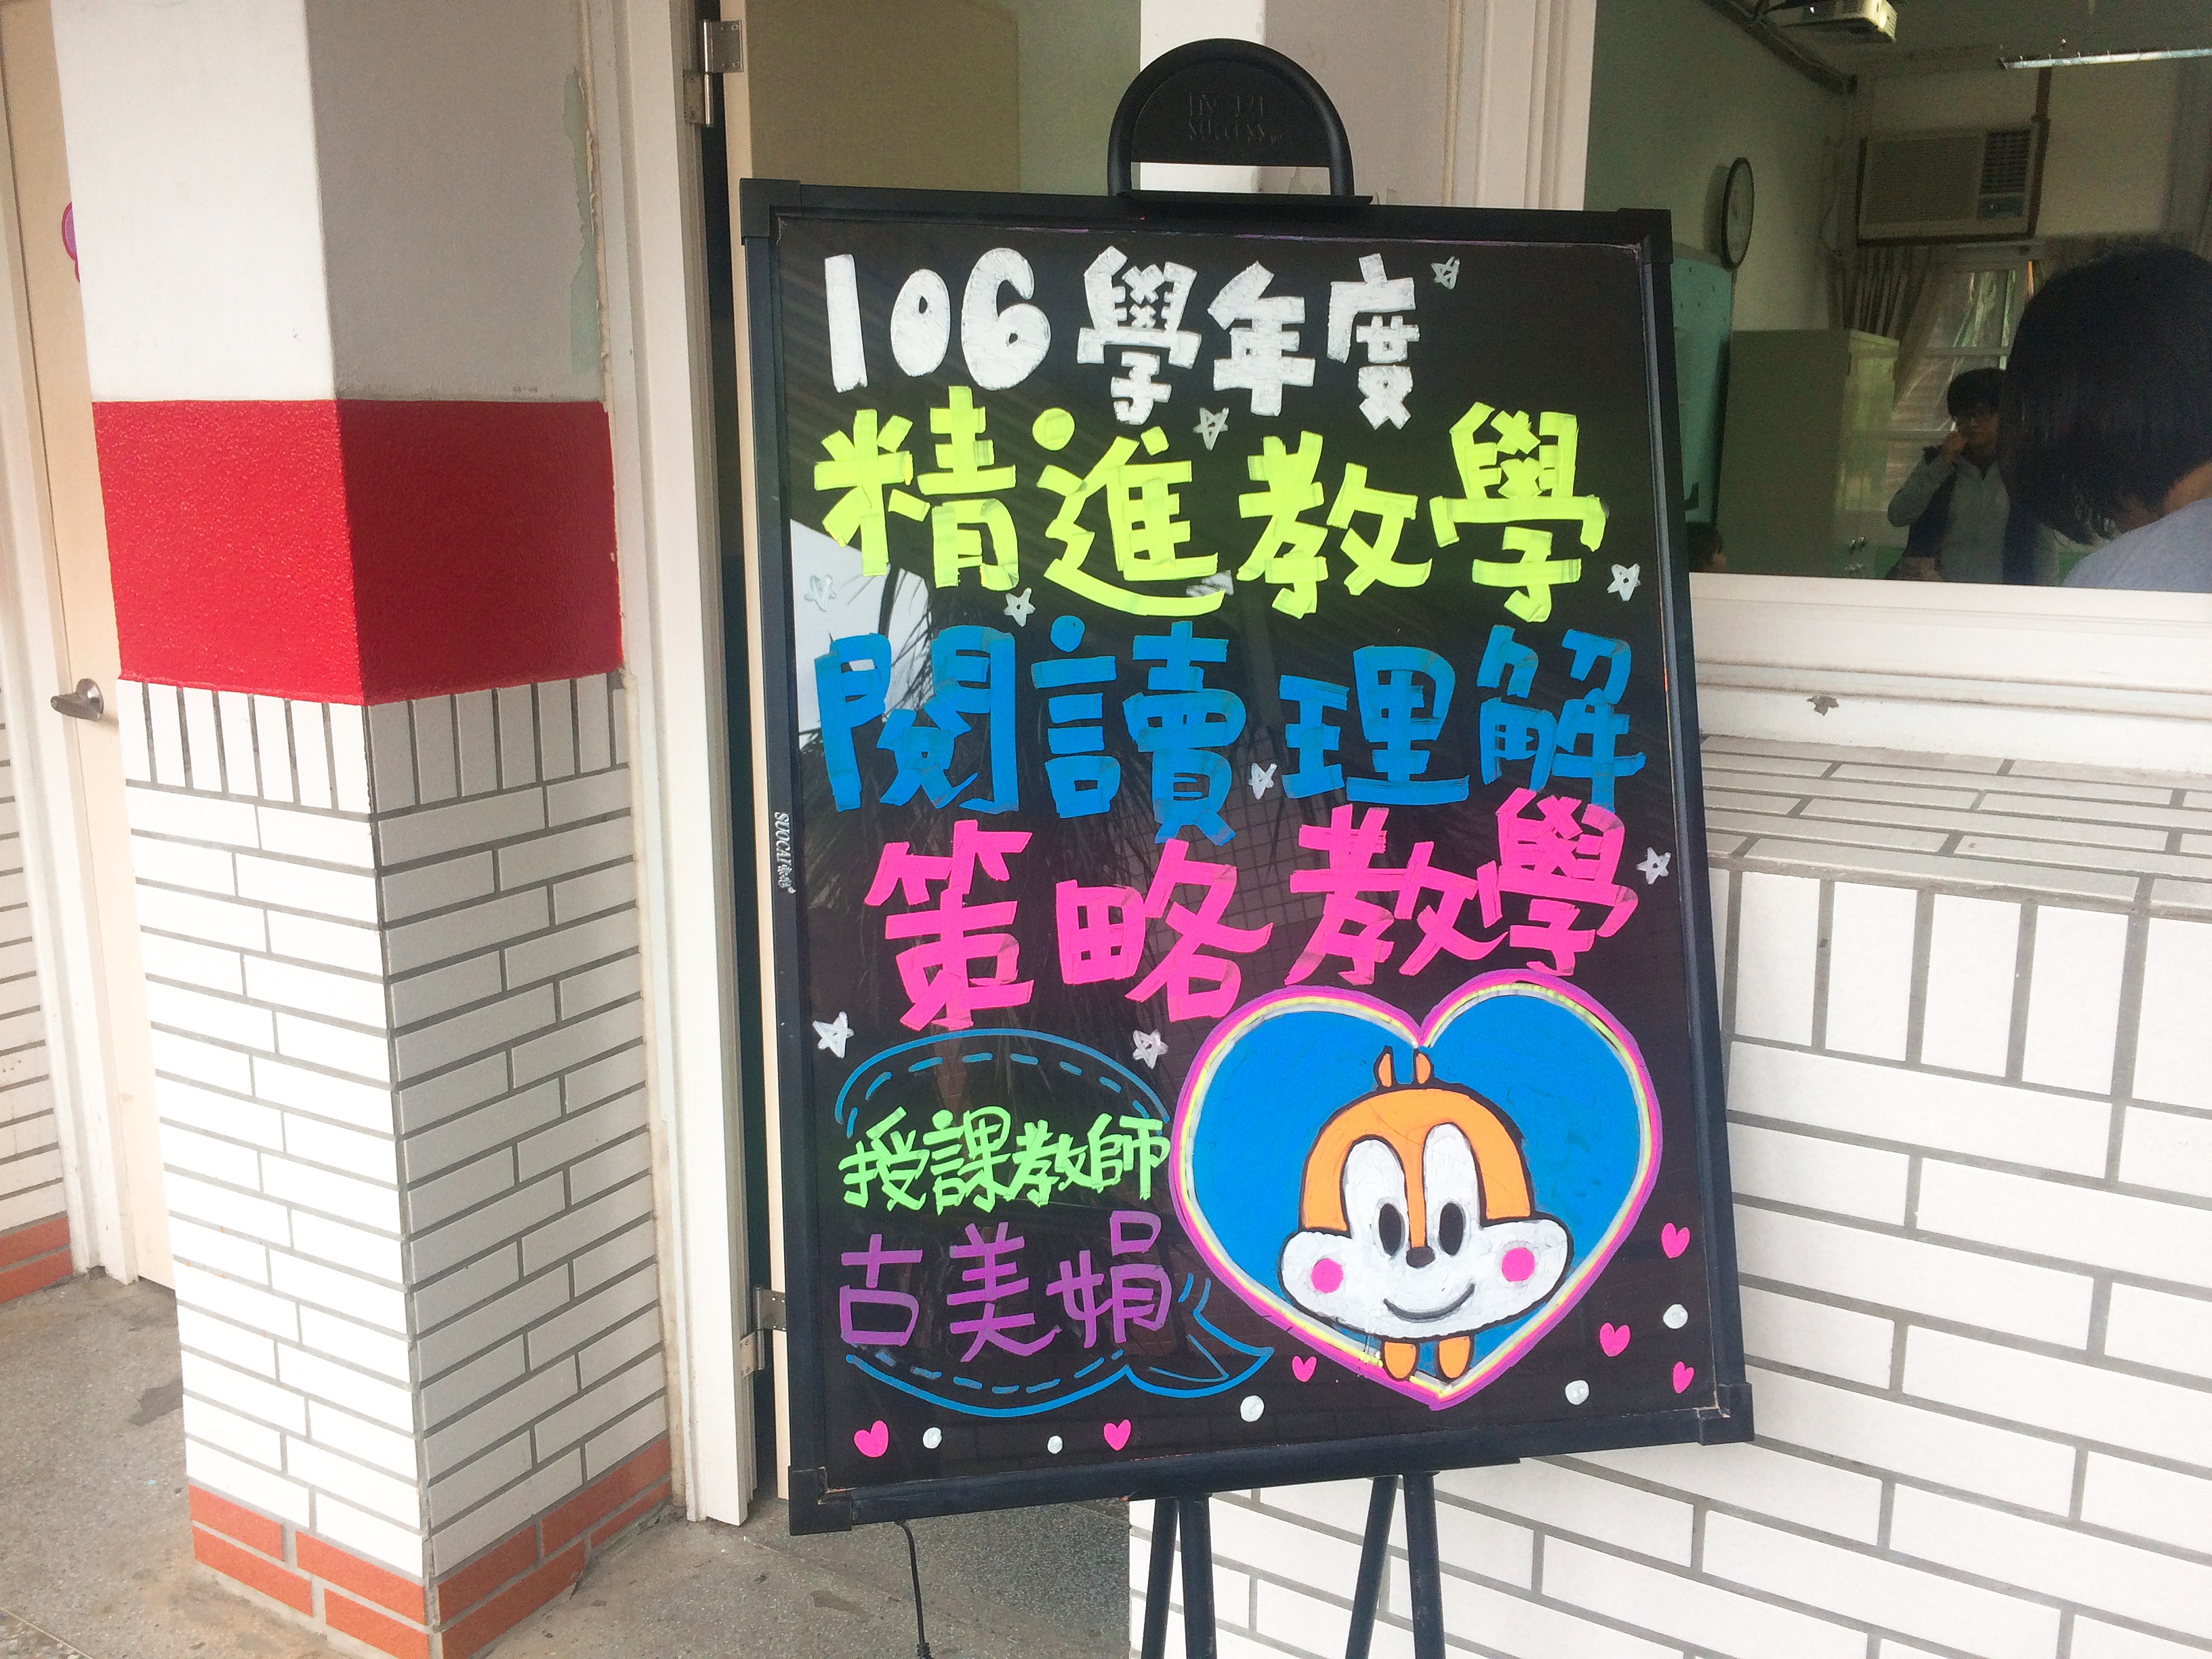 106學年度
精進教學
閱讀理解
策略教學
授課教師
古美娟